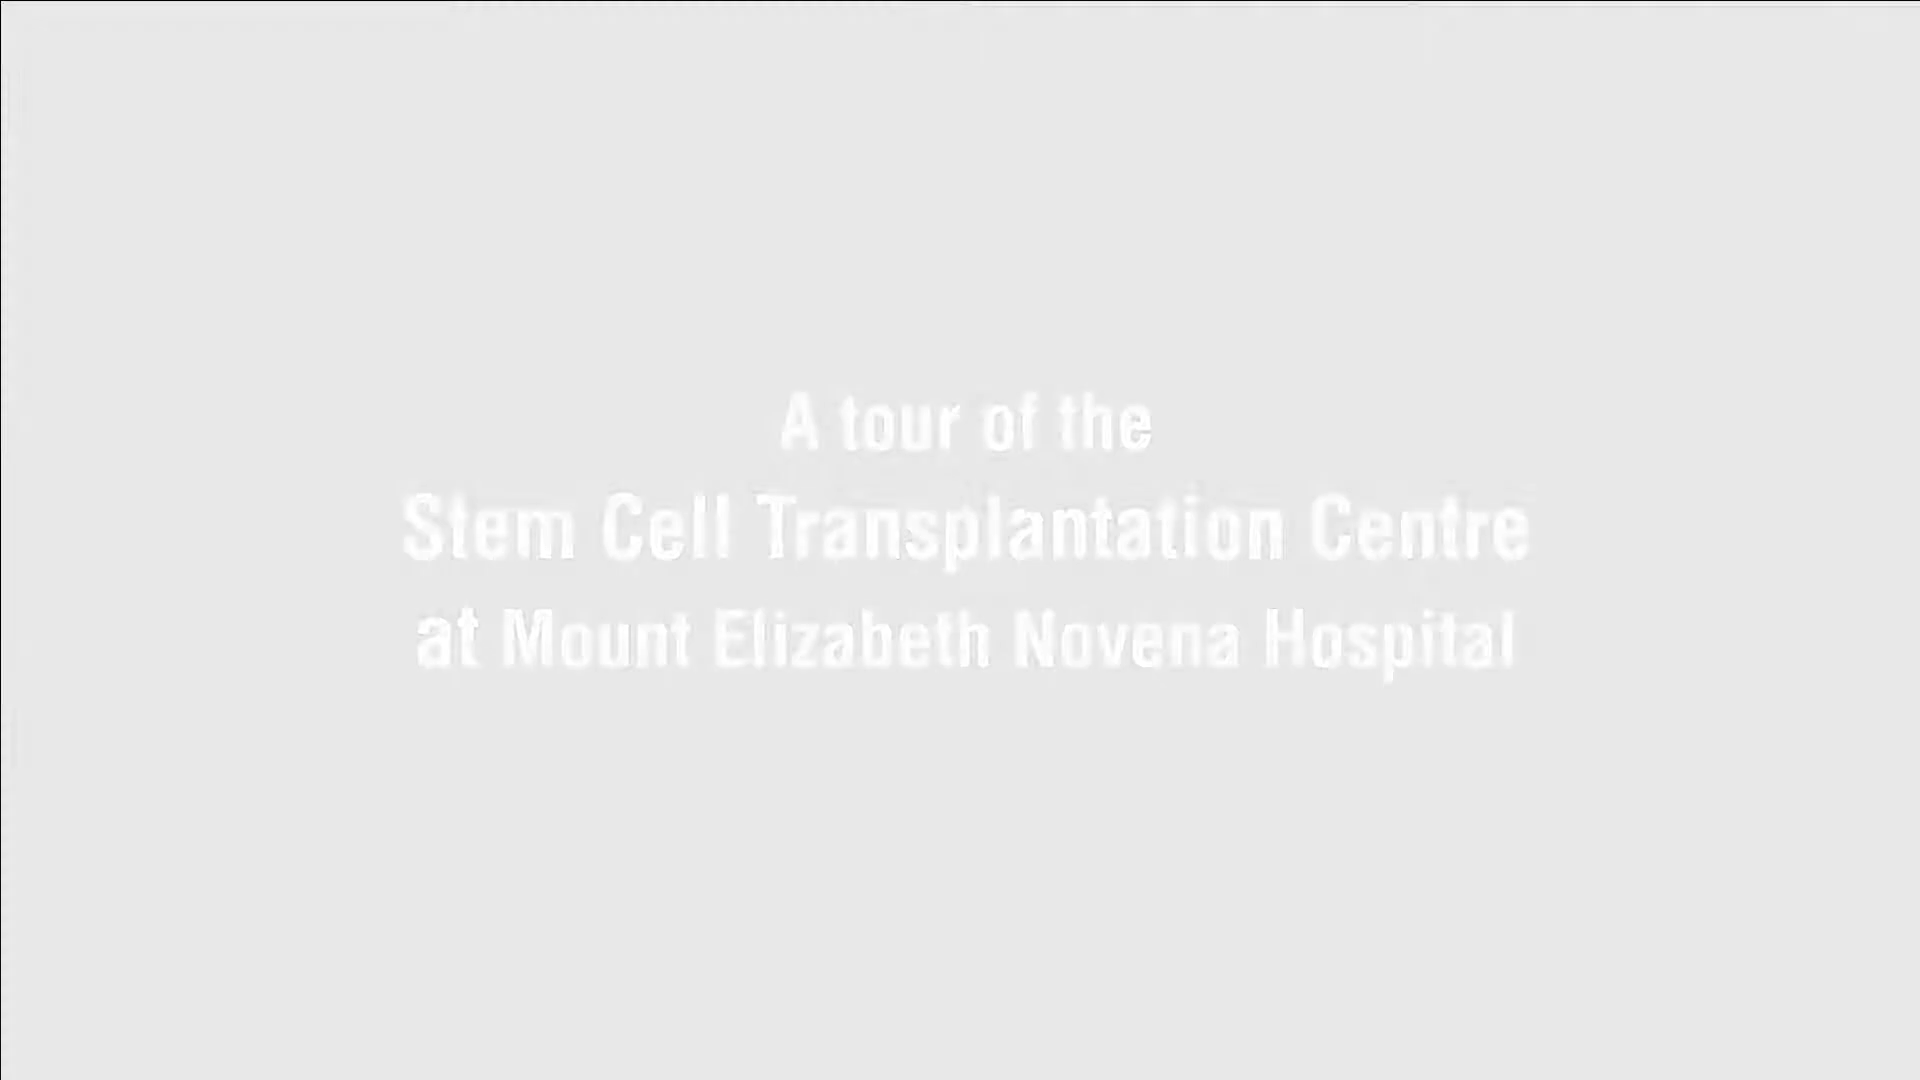 A tour of the
Stem Cell Transplantation Centre
at Mount Elizabeth Novena Hospital